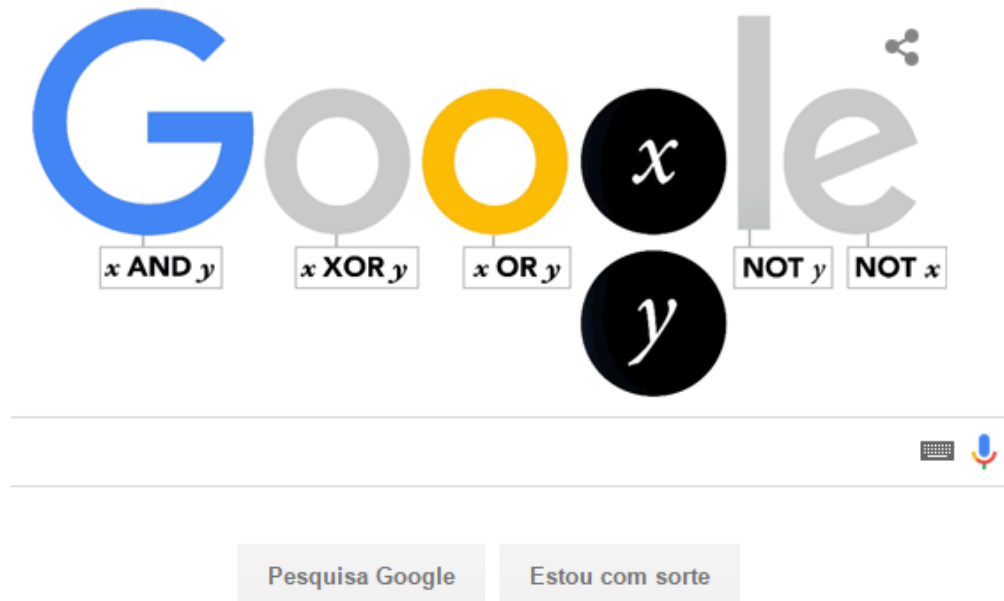 Google
x AND y
x XOR y
x OR y
x
y
NOT y
NOT x
Pesquisa Google
Estou com sorte